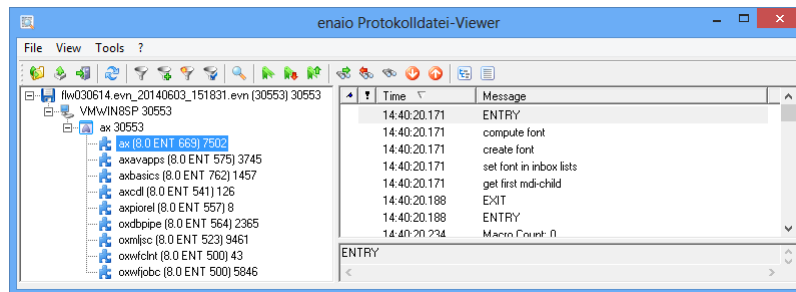 enaio Protokolldatei-Viewer
File View Tools ?
flw030614.evn_20140603_151831.evn (30553) 30553
VMWIN8SP 30553
ax 30553
ax (8.0 ENT 669) 7502
axavapps (8.0 ENT 575) 3745
axbasics (8.0 ENT 762) 1457
axcdl (8.0 ENT 541) 126
axpiorel (8.0 ENT 557) 8
oxdbpipe (8.0 ENT 564) 2365
oxmljsc (8.0 ENT 523) 9461
oxwfclnt (8.0 ENT 500) 43
oxwfjobc (8.0 ENT 500) 5846
! Time Message
14:40:20.171 ENTRY
14:40:20.171 compute font
14:40:20.171 create font
14:40:20.171 set font in inbox lists
14:40:20.171 get first mdi-child
14:40:20.188 EXIT
14:40:20.188 ENTRY
14:40:20.234 Macro Count: 0
ENTRY